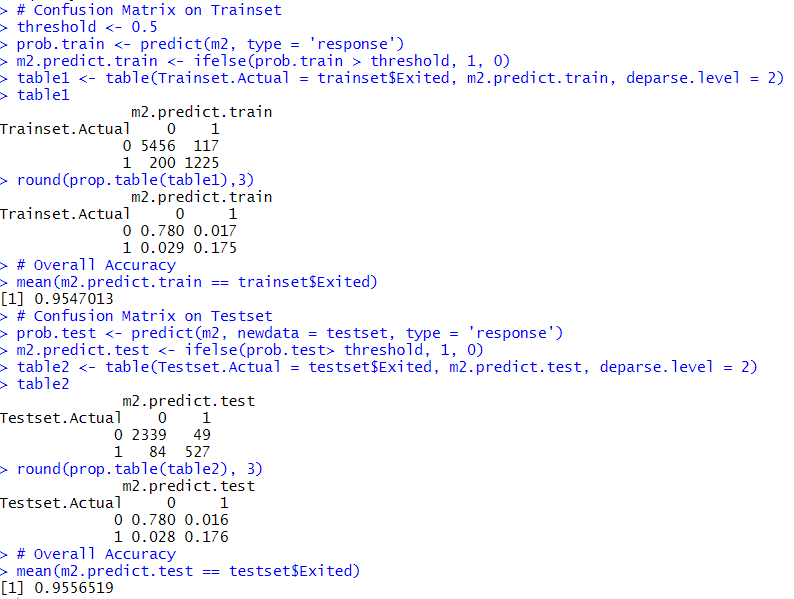 > # Confusion Matrix on Trainset
> threshold <- 0.5
> prob.train <- predict(m2, type = 'response')
> m2.predict.train <- ifelse(prob.train > threshold, 1, 0)
> table1 <- table(Trainset.Actual = trainset$Exited, m2.predict.train, deparse.level = 2)
> table1
               m2.predict.train
Trainset.Actual    0    1
              0 5456  117
              1  200 1225
> round(prop.table(table1),3)
               m2.predict.train
Trainset.Actual     0     1
              0 0.780 0.017
              1 0.029 0.175
> # Overall Accuracy
> mean(m2.predict.train == trainset$Exited)
[1] 0.9547013
> # Confusion Matrix on Testset
> prob.test <- predict(m2, newdata = testset, type = 'response')
> m2.predict.test <- ifelse(prob.test> threshold, 1, 0)
> table2 <- table(Testset.Actual = testset$Exited, m2.predict.test, deparse.level = 2)
> table2
              m2.predict.test
Testset.Actual    0    1
             0 2339   49
             1   84  527
> round(prop.table(table2), 3)
              m2.predict.test
Testset.Actual     0     1
             0 0.780 0.016
             1 0.028 0.176
> # Overall Accuracy
> mean(m2.predict.test == testset$Exited)
[1] 0.9556519